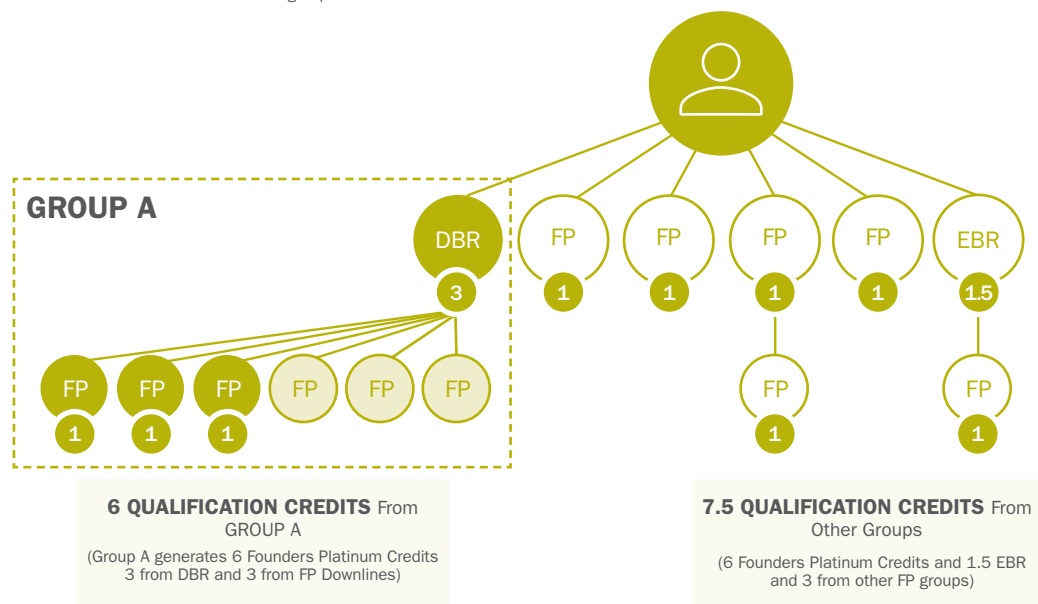 GROUP A
DBR
FP
FP
FP
FP
EBR
3
1
1
1
1
1.5
FP
FP
FP
FP
FP
FP
FP
FP
1
1
1
1
1
6 QUALIFICATION CREDITS From
GROUP A
(Group A generates 6 Founders Platinum Credits
3 from DBR and 3 from FP Downlines)
7.5 QUALIFICATION CREDITS From
Other Groups
(6 Founders Platinum Credits and 1.5 EBR
and 3 from other FP groups)